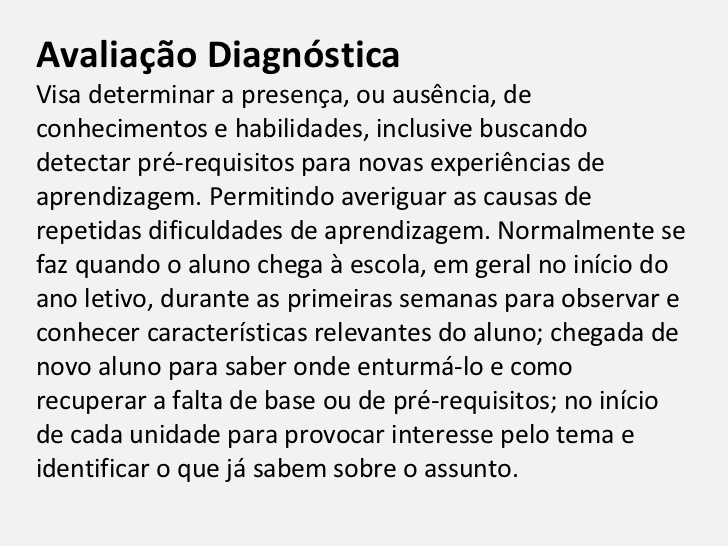 Avaliação Diagnóstica
Visa determinar a presença, ou ausência, de
conhecimentos e habilidades, inclusive buscando
detectar pré-requisitos para novas experiências de
aprendizagem. Permitindo averiguar as causas de
repetidas dificuldades de aprendizagem. Normalmente se
faz quando o aluno chega à escola, em geral no início do
ano letivo, durante as primeiras semanas para observar e
conhecer características relevantes do aluno; chegada de
novo aluno para saber onde enturmá-lo e como
recuperar a falta de base ou de pré-requisitos; no início
de cada unidade para provocar interesse pelo tema e
identificar o que já sabem sobre o assunto.